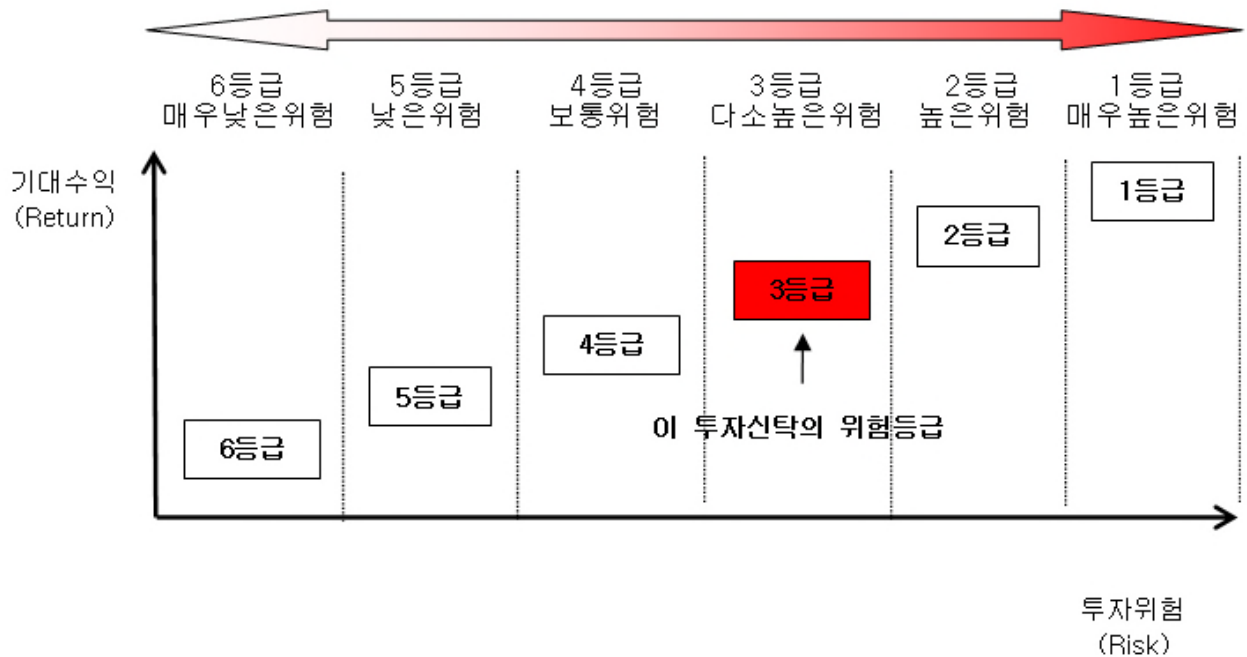 6등급
매우낮은위험
5등급
낮은위험
4등급
보통위험
3등급
다소높은위험
2등급
높은위험
1등급
매우높은위험
기대수익
(Return)
1등급
2등급
3등급
4등급
5등급
이 투자신탁의 위험등급
6등급
투자위험
(Risk)